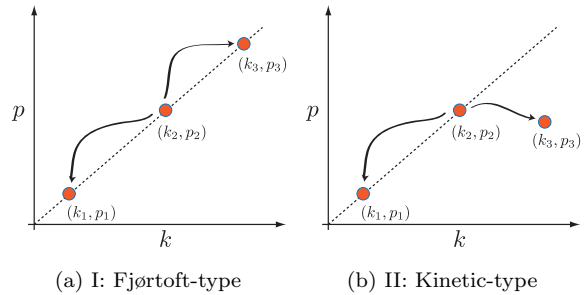 p
(k₃, p₃)
(k₂, p₂)
(k₁, p₁)
k
(a) I: Fjørtoft-type
p
(k₂, p₂)
(k₃, p₃)
(k₁, p₁)
k
(b) II: Kinetic-type